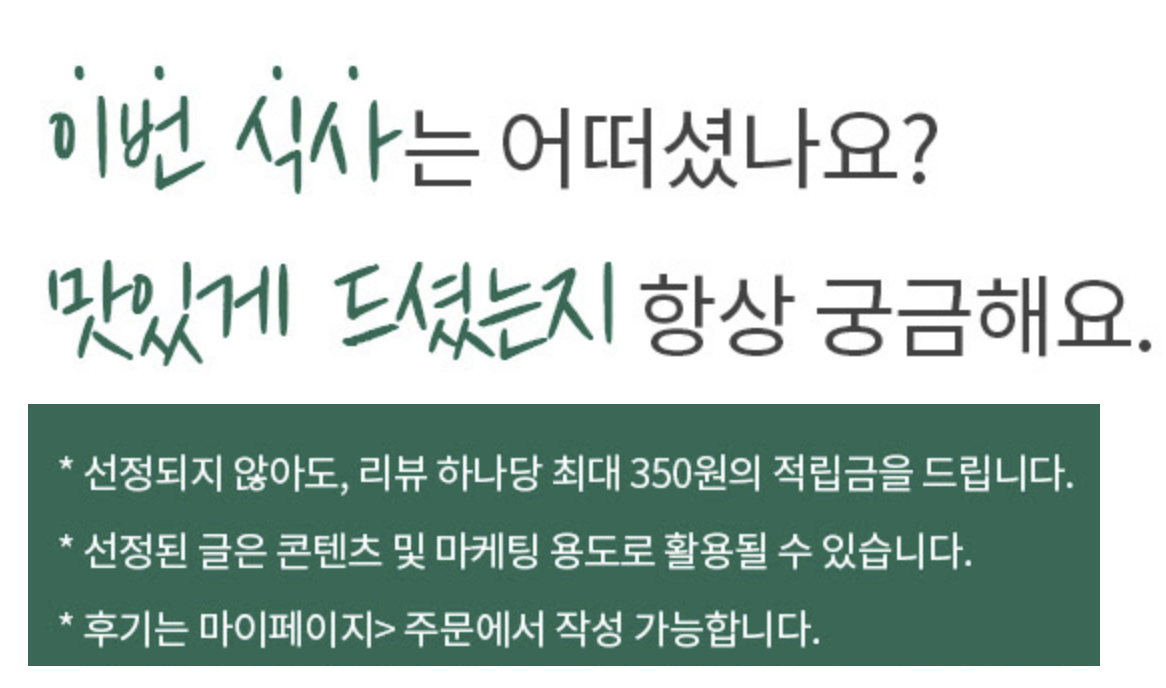 이번 식사는 어떠셨나요?
맛있게 드셨는지 항상 궁금해요.
* 선정되지 않아도, 리뷰 하나당 최대 350원의 적립금을 드립니다.
* 선정된 글은 콘텐츠 및 마케팅 용도로 활용될 수 있습니다.
* 후기는 마이페이지> 주문에서 작성 가능합니다.